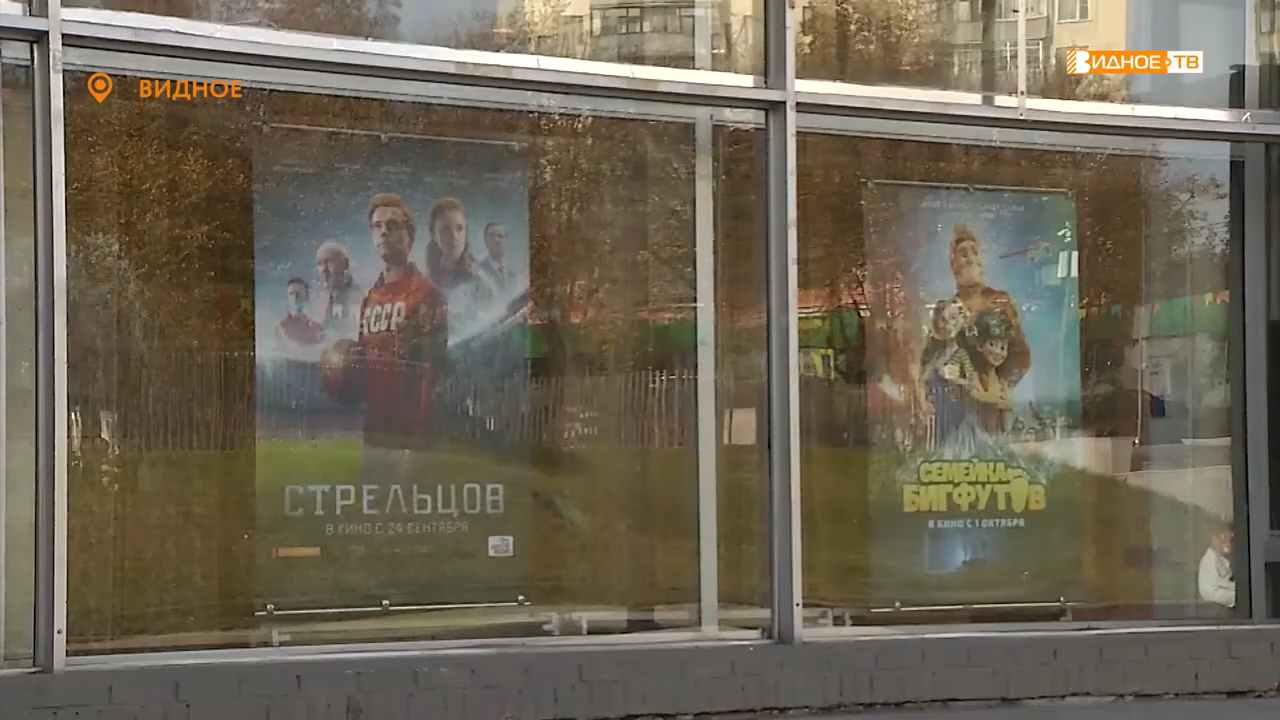 ВИДНОЕ
ВИДНОЕ ТВ
СССР
СТРЕЛЬЦОВ
В КИНО С 24 СЕНТЯБРЯ
СЕМЕЙКА
БИГФУТОВ
В КИНО С 1 ОКТЯБРЯ